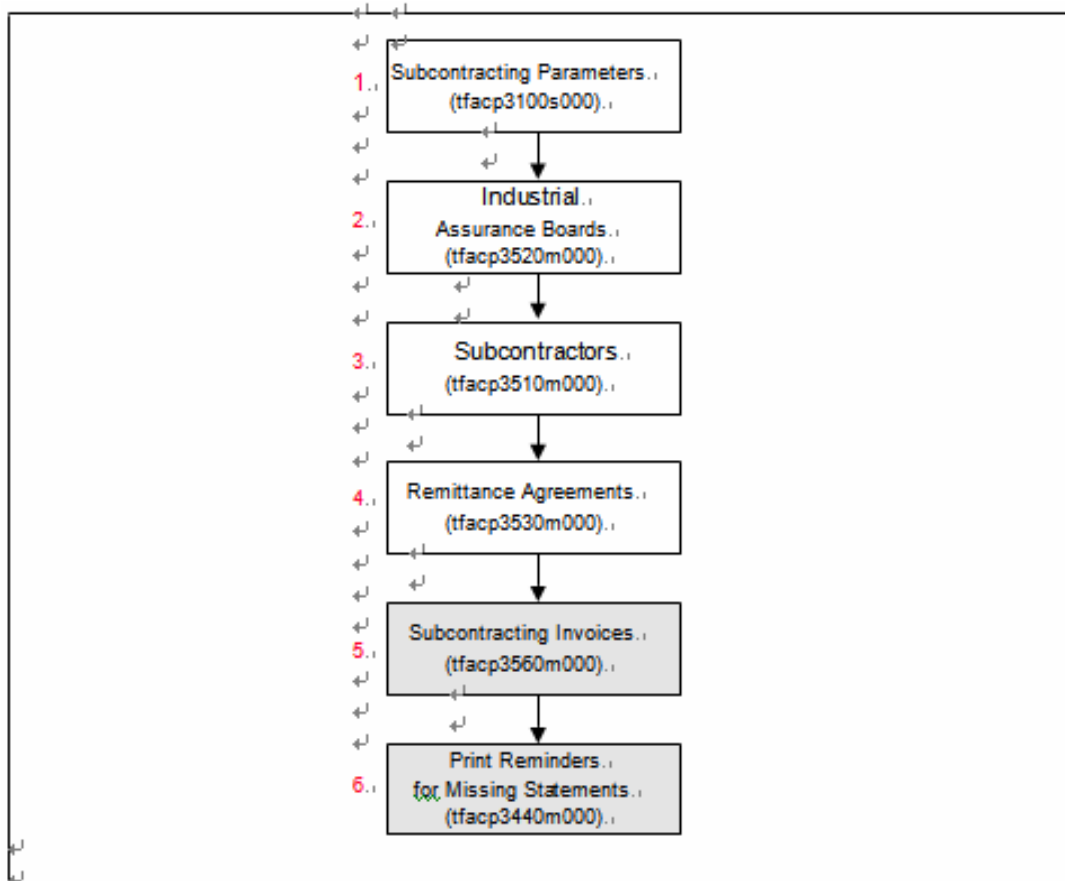 1.
Subcontracting Parameters.
(tfacp3100s000).
2.
Industrial.
Assurance Boards.
(tfacp3520m000).
3.
Subcontractors.
(tfacp3510m000).
4.
Remittance Agreements.
(tfacp3530m000).
5.
Subcontracting Invoices.
(tfacp3560m000).
6.
Print Reminders.
for Missing Statements.
(tfacp3440m000).